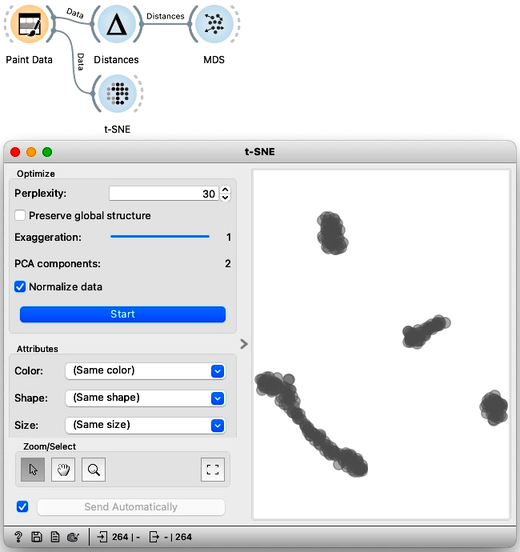 Data
Distances
Paint Data
Distances
MDS
Data
t-SNE
t-SNE
Optimize
Perplexity:
30
Preserve global structure
Exaggeration:
1
PCA components:
2
Normalize data
Start
Attributes
Color:
(Same color)
Shape:
(Same shape)
Size:
(Same size)
Zoom/Select
Send Automatically
? 264 | - - | 264